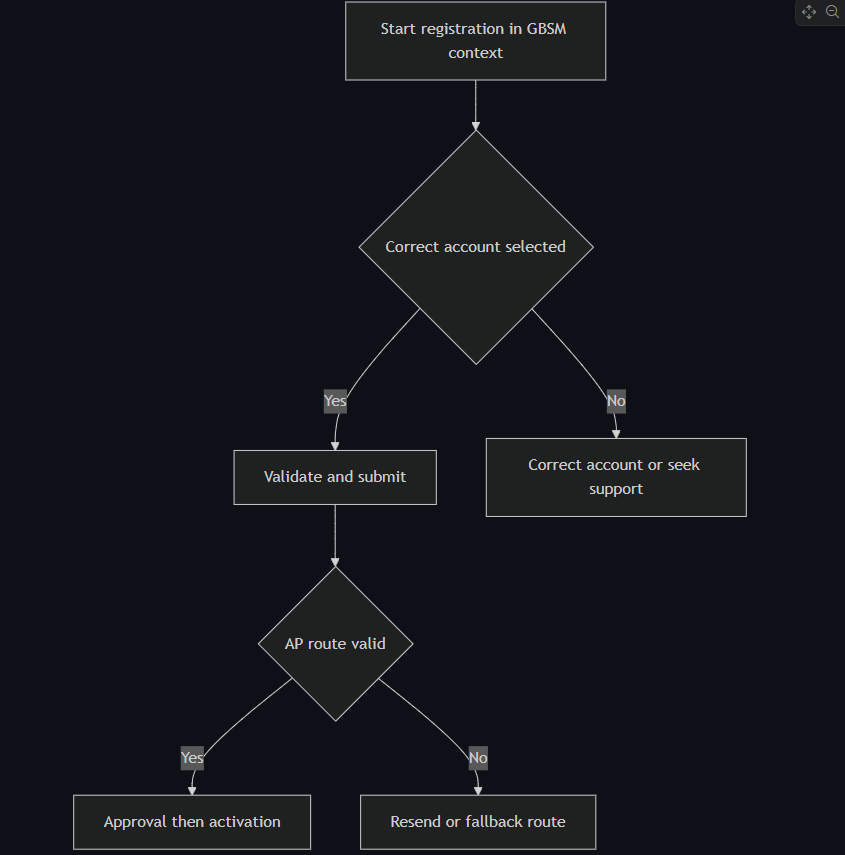 Start registration in GBSM
context
Correct account selected
Yes
No
Validate and submit
Correct account or seek
support
AP route valid
Yes
No
Approval then activation
Resend or fallback route